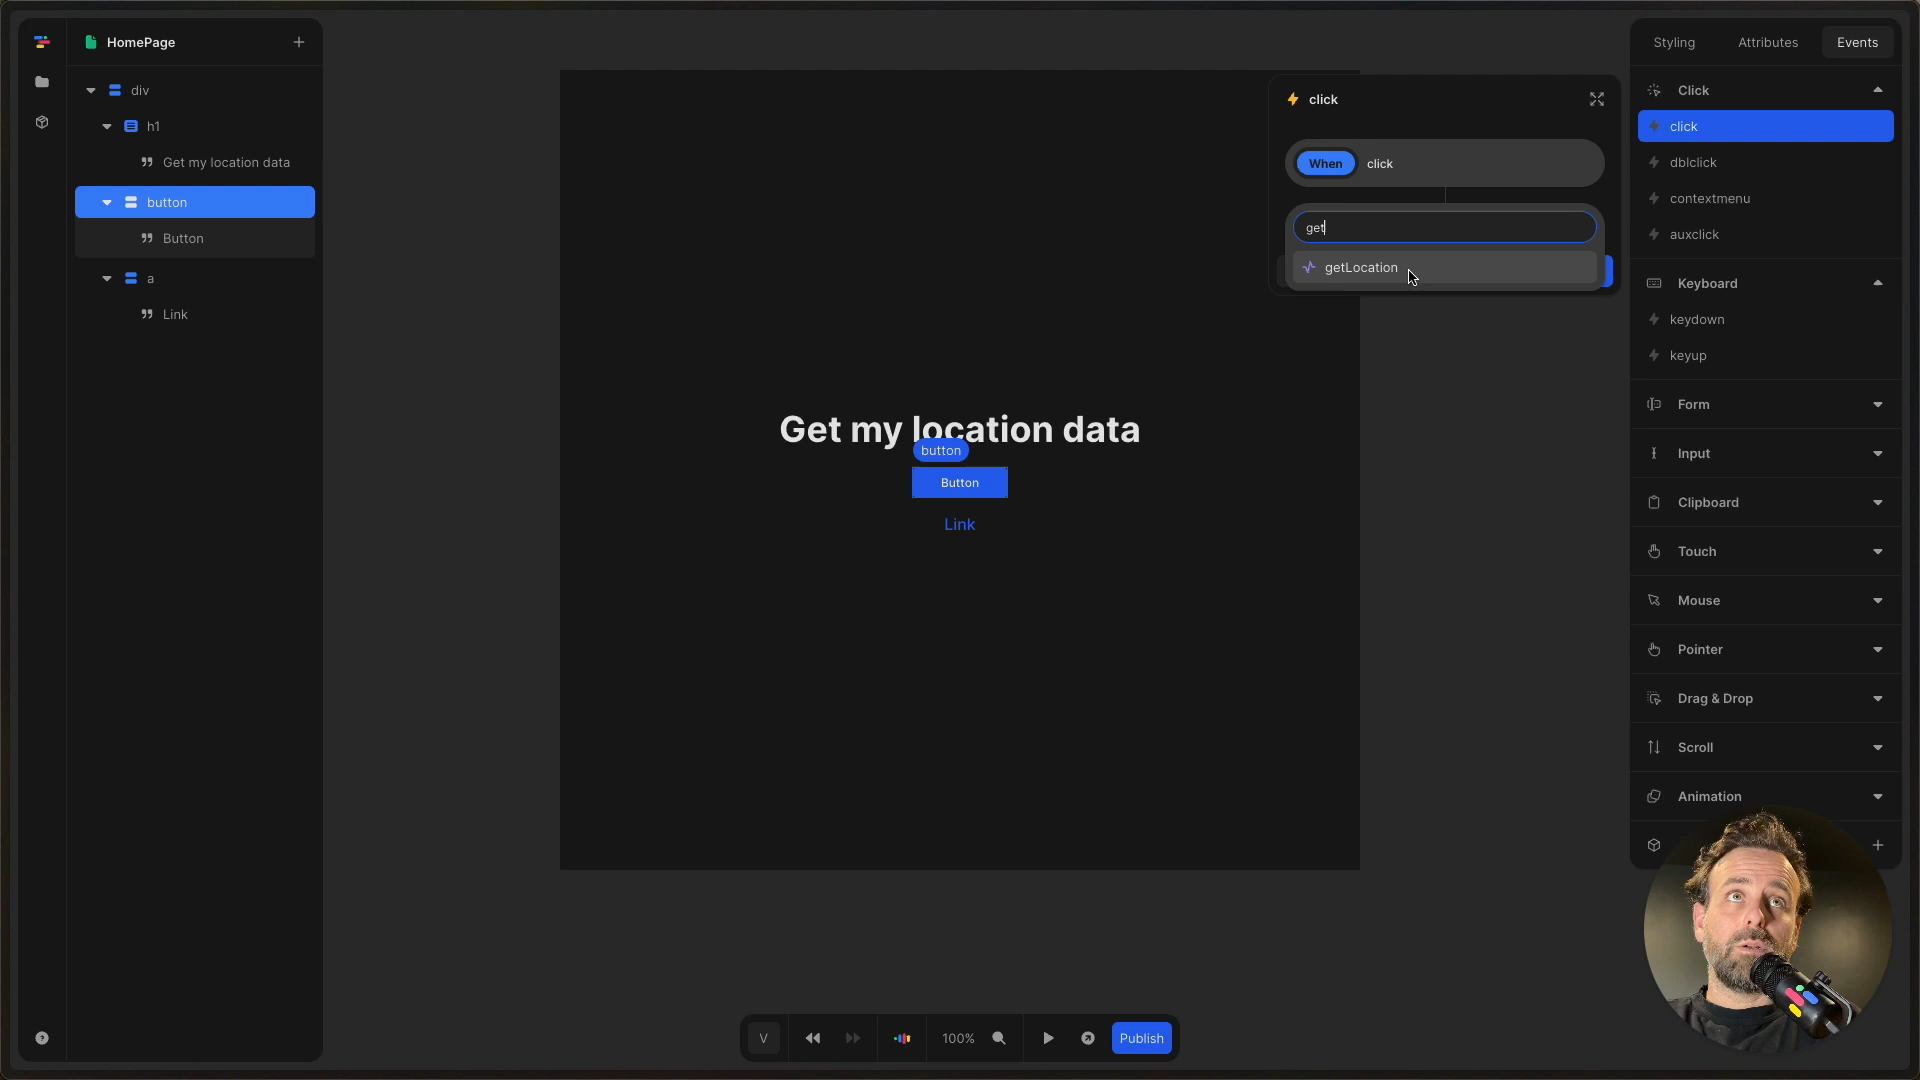 HomePage
div
h1
Get my location data
button
Button
a
Link
Get my location data
button
Button
Link
click
When click
get
getLocation
Styling Attributes Events
Click
click
dblclick
contextmenu
auxclick
Keyboard
keydown
keyup
Form
Input
Clipboard
Touch
Mouse
Pointer
Drag & Drop
Scroll
Animation
V 100% Publish